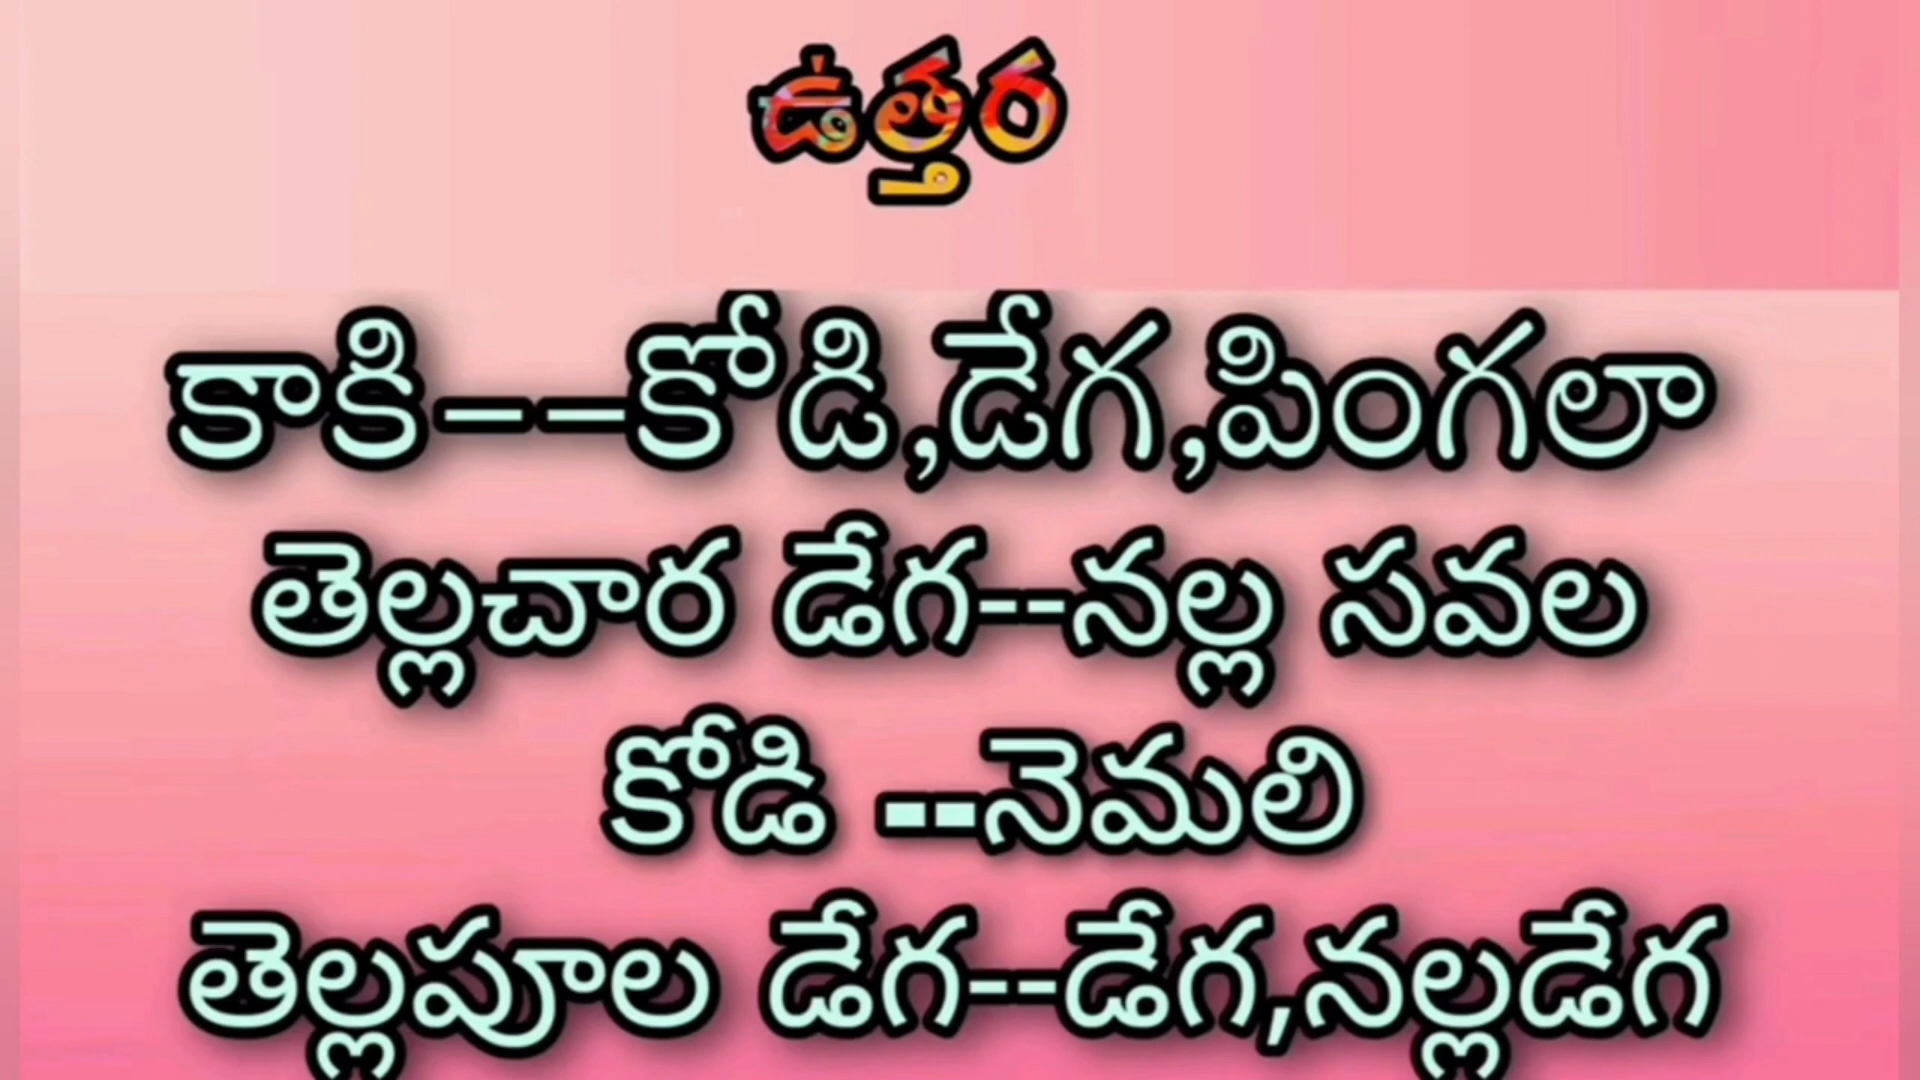 ఉత్తర
కాకి--కోడి,డేగ,పింగలా
తెల్లచార డేగ--నల్ల సవల
కోడి --నెమలి
తెల్లపూల డేగ--డేగ,నల్లడేగ